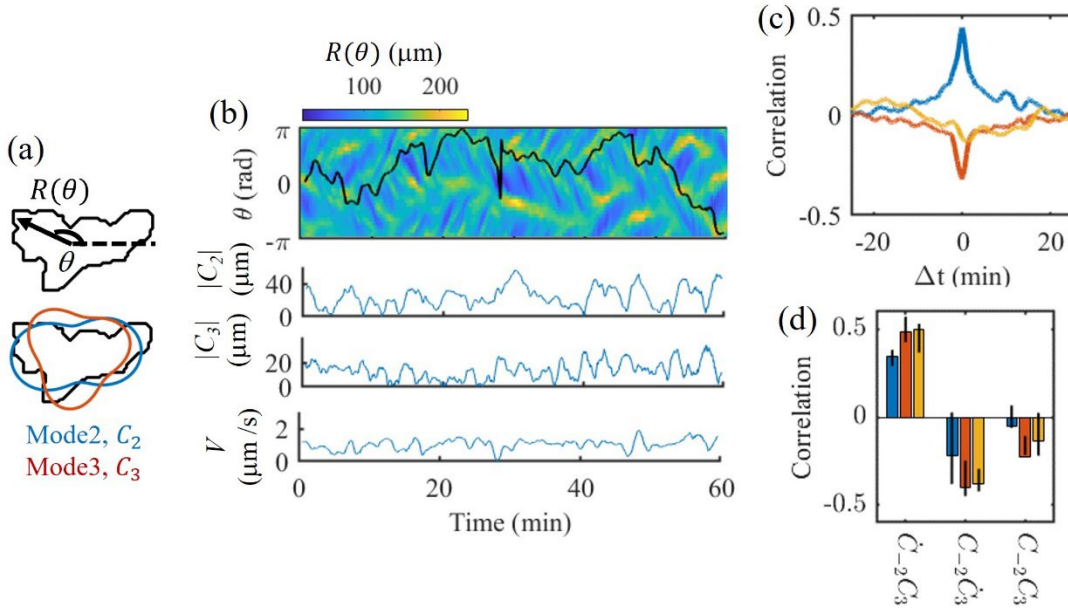 (a)
R(θ)
θ
Mode2, C₂
Mode3, C₃
(b)
R(θ) (μm)
100 200
θ (rad)
π
0
-π
|C₂|
(μm)
40
0
|C₃|
(μm)
20
0
V
(μm /s)
2
0
0 20 40 60
Time (min)
(c)
Correlation
0.5
0
-0.5
-20 0 20
Δt (min)
(d)
Correlation
0.5
0
-0.5
Ċ₋₂C₃
C₋₂Ċ₃
C₋₂C₃